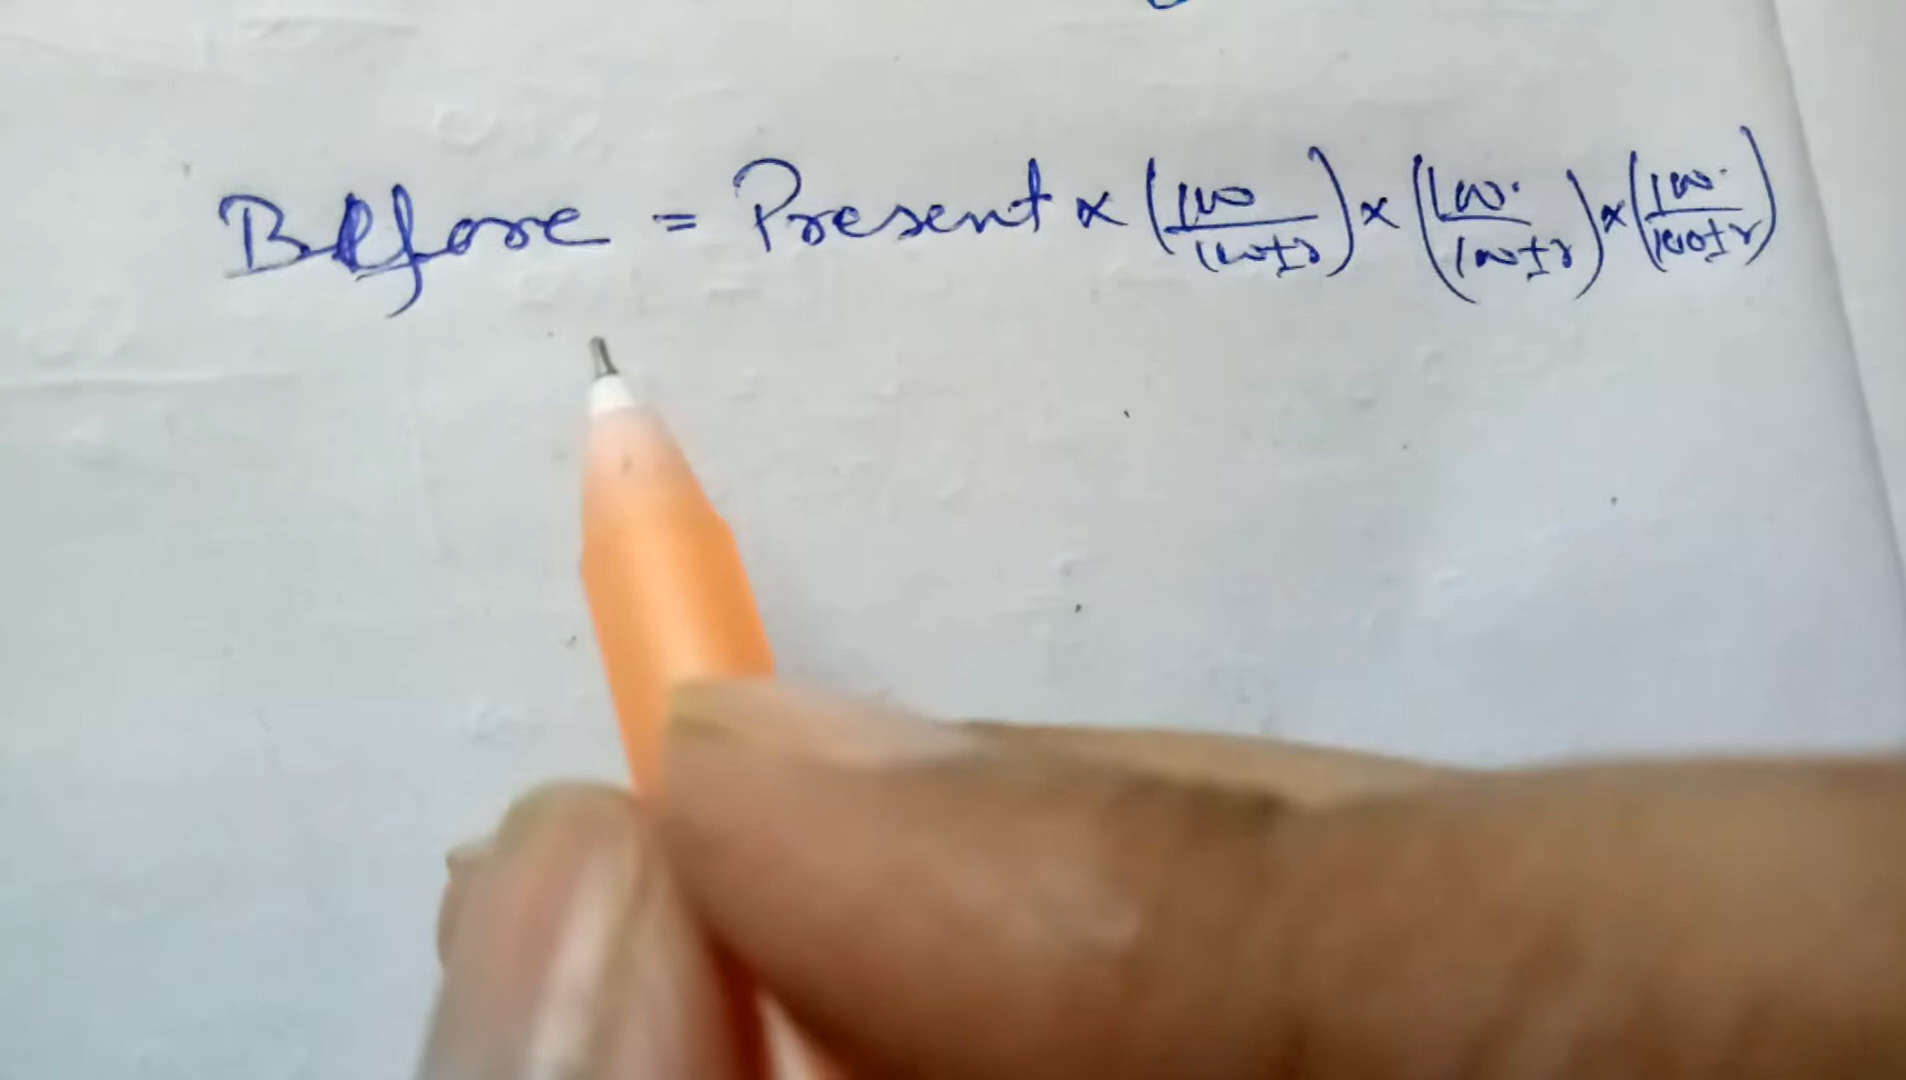 Before = Present × (100/100±r) × (100/100±r) × (100/100±r)